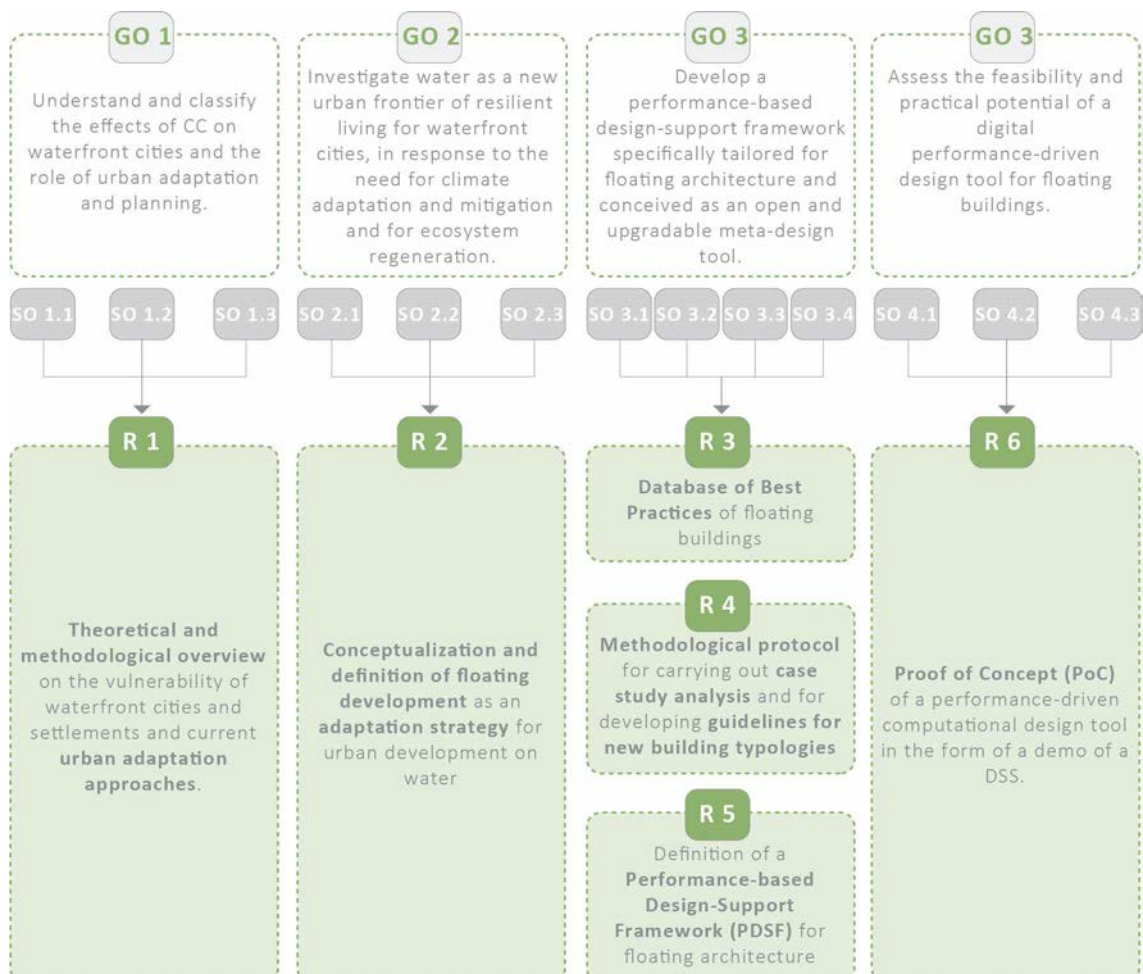 GO 1
Understand and classify
the effects of CC on
waterfront cities and the
role of urban adaptation
and planning.
GO 2
Investigate water as a new
urban frontier of resilient
living for waterfront
cities, in response to the
need for climate
adaptation and mitigation
and for ecosystem
regeneration.
GO 3
Develop a
performance-based
design-support framework
specifically tailored for
floating architecture and
conceived as an open and
upgradable meta-design
tool.
GO 3
Assess the feasibility and
practical potential of a
digital
performance-driven
design tool for floating
buildings.
SO 1.1
SO 1.2
SO 1.3
SO 2.1
SO 2.2
SO 2.3
SO 3.1
SO 3.2
SO 3.3
SO 3.4
SO 4.1
SO 4.2
SO 4.3
R 1
Theoretical and
methodological overview
on the vulnerability of
waterfront cities and
settlements and current
urban adaptation
approaches.
R 2
Conceptualization and
definition of floating
development as an
adaptation strategy for
urban development on
water
R 3
Database of Best
Practices of floating
buildings
R 4
Methodological protocol
for carrying out case
study analysis and for
developing guidelines for
new building typologies
R 5
Definition of a
Performance-based
Design-Support
Framework (PDSF) for
floating architecture
R 6
Proof of Concept (PoC)
of a performance-driven
computational design tool
in the form of a demo of a
DSS.